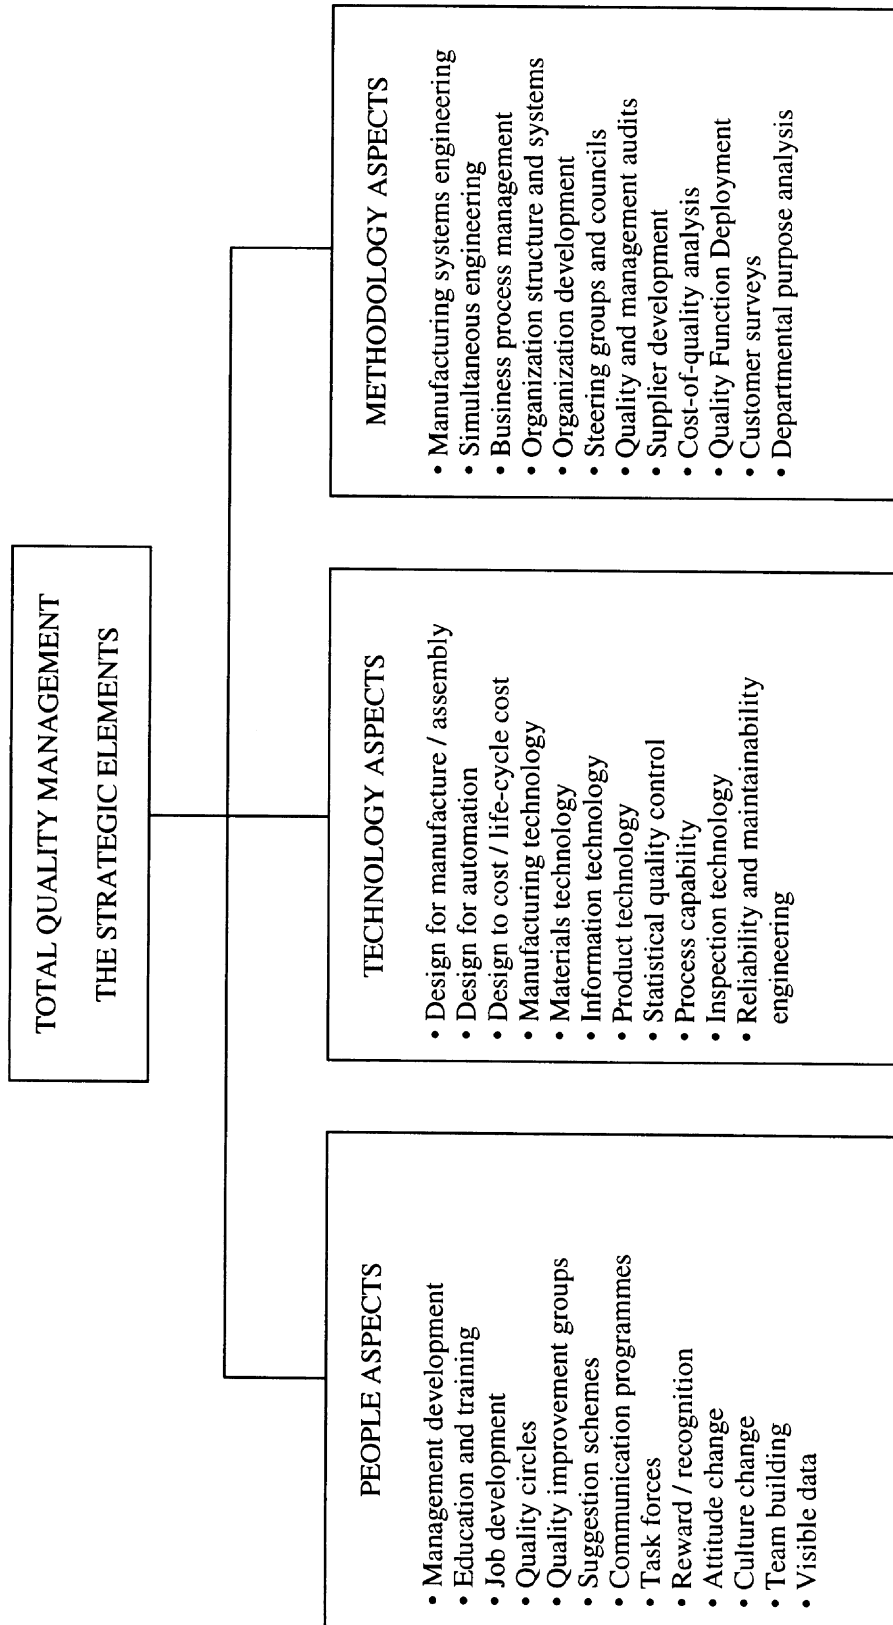 TOTAL QUALITY MANAGEMENT
THE STRATEGIC ELEMENTS
PEOPLE ASPECTS
• Management development
• Education and training
• Job development
• Quality circles
• Quality improvement groups
• Suggestion schemes
• Communication programmes
• Task forces
• Reward / recognition
• Attitude change
• Culture change
• Team building
• Visible data
TECHNOLOGY ASPECTS
• Design for manufacture / assembly
• Design for automation
• Design to cost / life-cycle cost
• Manufacturing technology
• Materials technology
• Information technology
• Product technology
• Statistical quality control
• Process capability
• Inspection technology
• Reliability and maintainability
engineering
METHODOLOGY ASPECTS
• Manufacturing systems engineering
• Simultaneous engineering
• Business process management
• Organization structure and systems
• Organization development
• Steering groups and councils
• Quality and management audits
• Supplier development
• Cost-of-quality analysis
• Quality Function Deployment
• Customer surveys
• Departmental purpose analysis